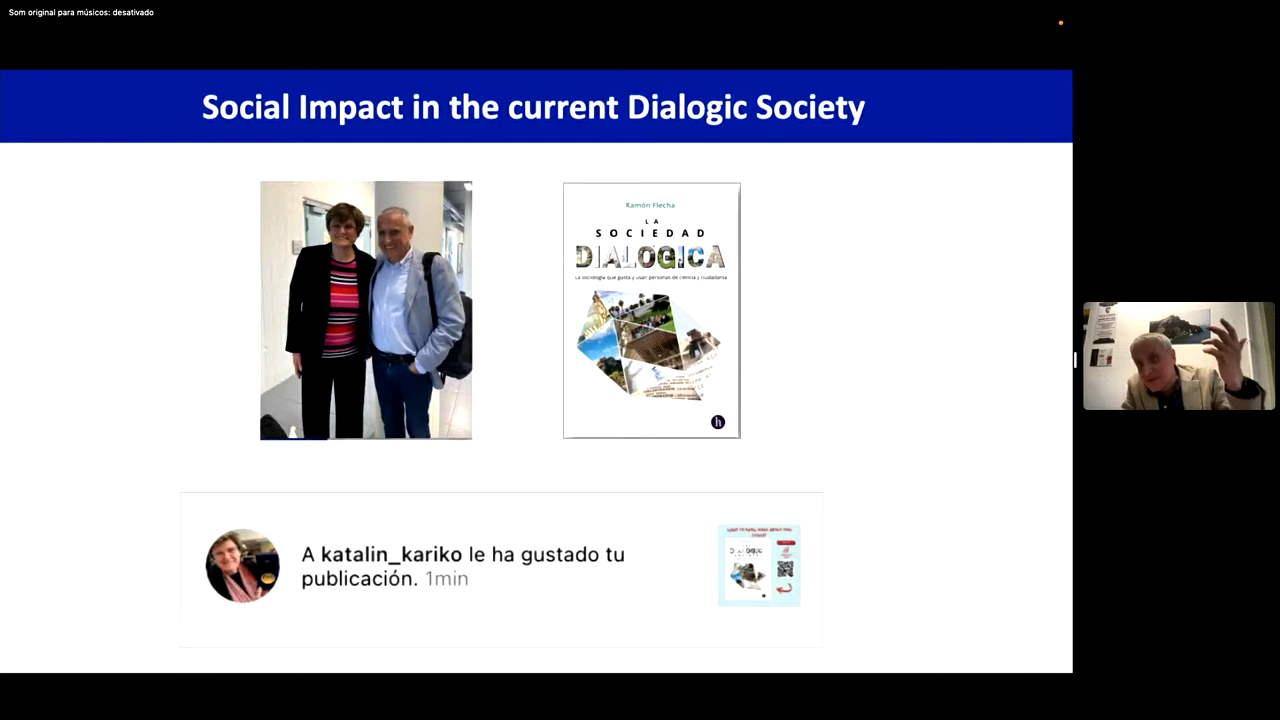 Som original para músicos: desativado
Social Impact in the current Dialogic Society
Ramón Flecha
LA
SOCIEDAD
DIALOGICA
La sociología que gusta y usan personas de ciencia y ciudadanía
h
A katalin_kariko le ha gustado tu
publicación. 1min